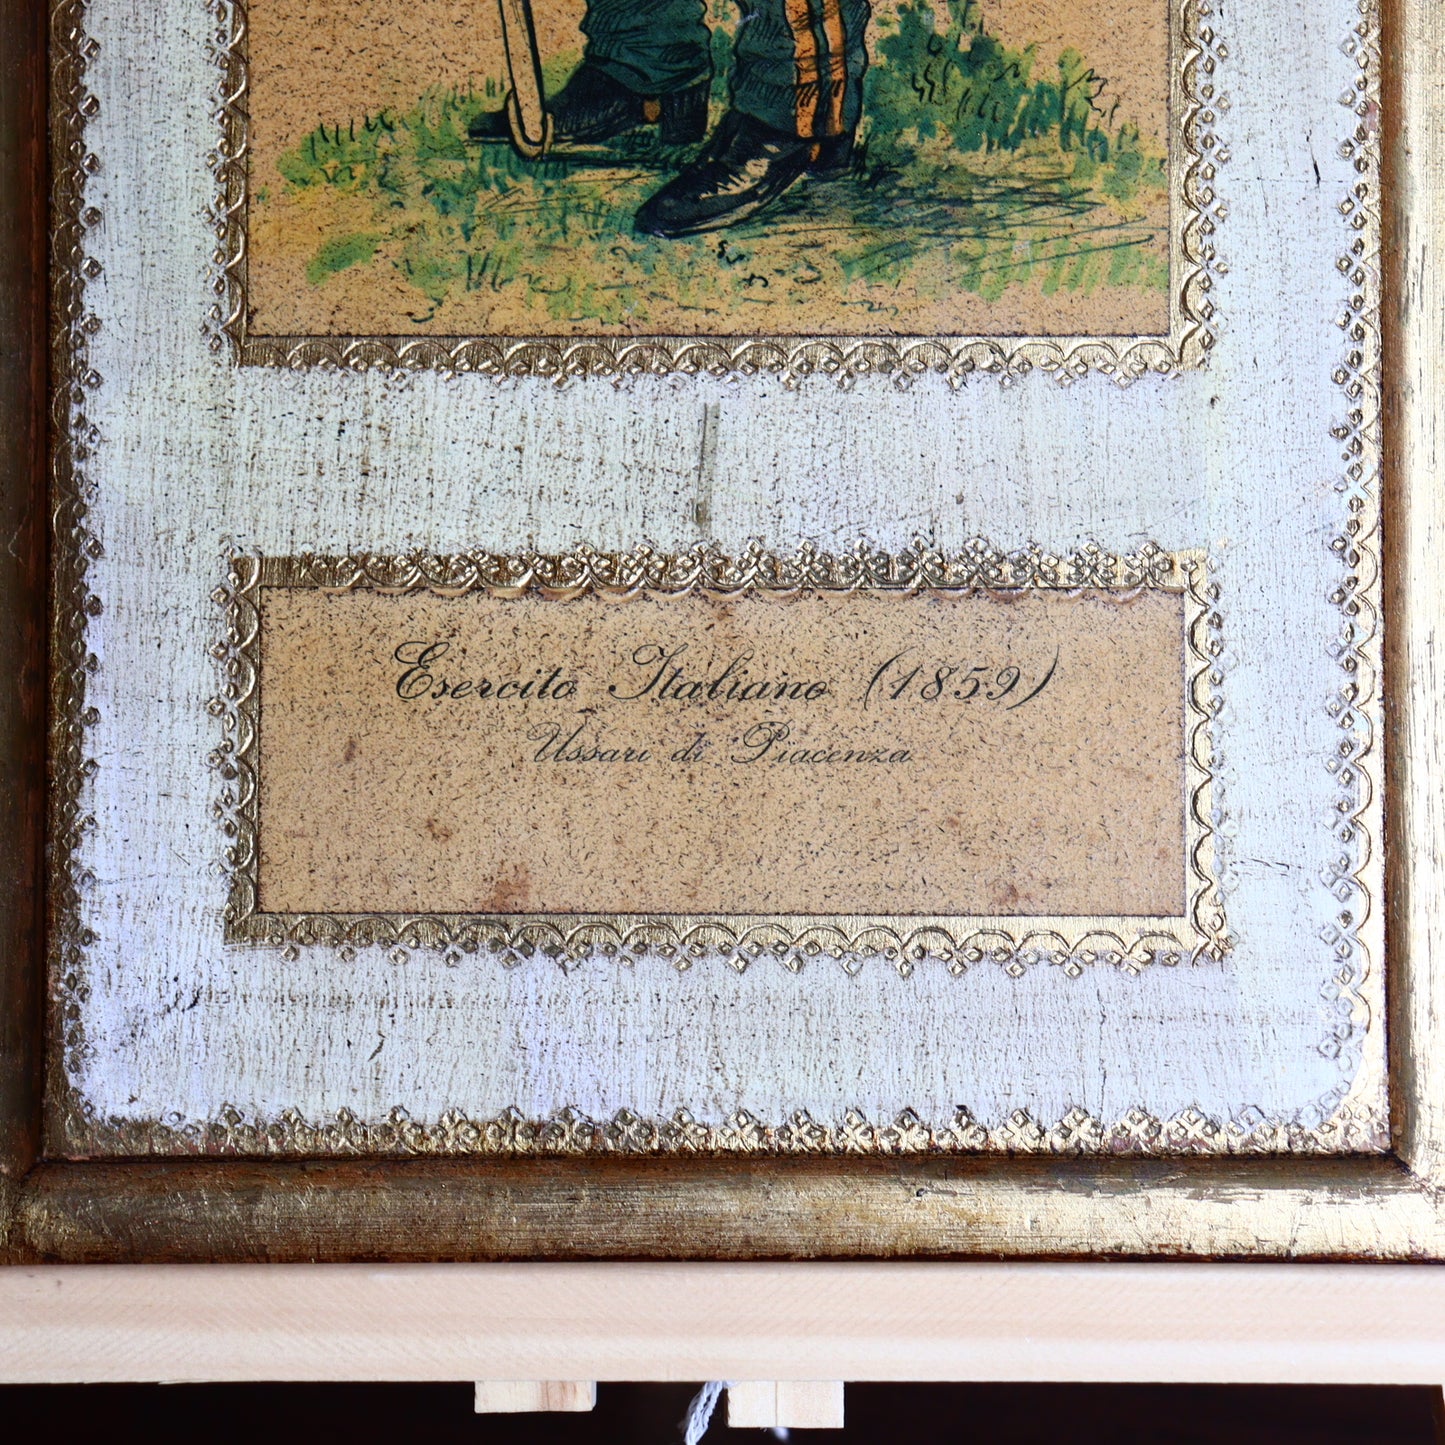 Esercito Italiano (1859)
Ussari di Piacenza